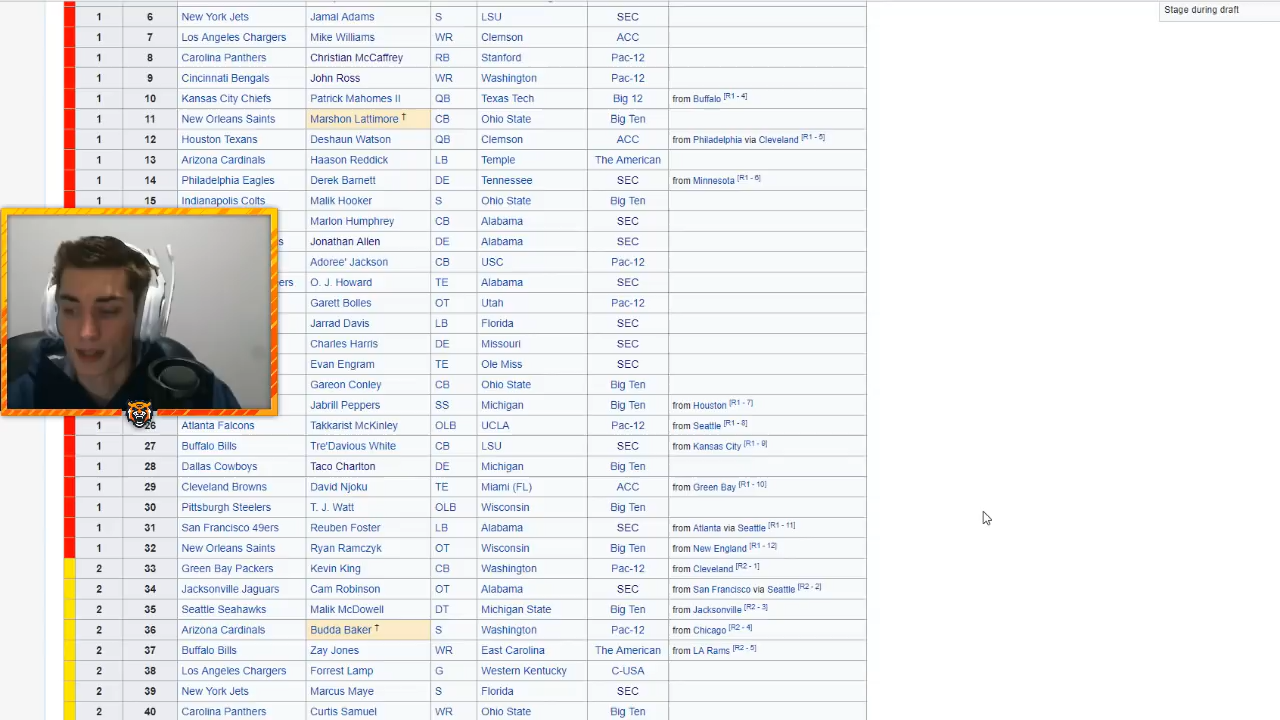 Stage during draft
1 6 New York Jets Jamal Adams S LSU SEC
1 7 Los Angeles Chargers Mike Williams WR Clemson ACC
1 8 Carolina Panthers Christian McCaffrey RB Stanford Pac-12
1 9 Cincinnati Bengals John Ross WR Washington Pac-12
1 10 Kansas City Chiefs Patrick Mahomes II QB Texas Tech Big 12 from Buffalo [R1 - 4]
1 11 New Orleans Saints Marshon Lattimore † CB Ohio State Big Ten
1 12 Houston Texans Deshaun Watson QB Clemson ACC from Philadelphia via Cleveland [R1 - 5]
1 13 Arizona Cardinals Haason Reddick LB Temple The American
1 14 Philadelphia Eagles Derek Barnett DE Tennessee SEC from Minnesota [R1 - 6]
1 15 Indianapolis Colts Malik Hooker S Ohio State Big Ten
Marlon Humphrey CB Alabama SEC
s Jonathan Allen DE Alabama SEC
Adoree' Jackson CB USC Pac-12
ers O. J. Howard TE Alabama SEC
Garett Bolles OT Utah Pac-12
Jarrad Davis LB Florida SEC
Charles Harris DE Missouri SEC
Evan Engram TE Ole Miss SEC
Gareon Conley CB Ohio State Big Ten
Jabrill Peppers SS Michigan Big Ten from Houston [R1 - 7]
1 26 Atlanta Falcons Takkarist McKinley OLB UCLA Pac-12 from Seattle [R1 - 8]
1 27 Buffalo Bills Tre'Davious White CB LSU SEC from Kansas City [R1 - 9]
1 28 Dallas Cowboys Taco Charlton DE Michigan Big Ten
1 29 Cleveland Browns David Njoku TE Miami (FL) ACC from Green Bay [R1 - 10]
1 30 Pittsburgh Steelers T. J. Watt OLB Wisconsin Big Ten
1 31 San Francisco 49ers Reuben Foster LB Alabama SEC from Atlanta via Seattle [R1 - 11]
1 32 New Orleans Saints Ryan Ramczyk OT Wisconsin Big Ten from New England [R1 - 12]
2 33 Green Bay Packers Kevin King CB Washington Pac-12 from Cleveland [R2 - 1]
2 34 Jacksonville Jaguars Cam Robinson OT Alabama SEC from San Francisco via Seattle [R2 - 2]
2 35 Seattle Seahawks Malik McDowell DT Michigan State Big Ten from Jacksonville [R2 - 3]
2 36 Arizona Cardinals Budda Baker † S Washington Pac-12 from Chicago [R2 - 4]
2 37 Buffalo Bills Zay Jones WR East Carolina The American from LA Rams [R2 - 5]
2 38 Los Angeles Chargers Forrest Lamp G Western Kentucky C-USA
2 39 New York Jets Marcus Maye S Florida SEC
2 40 Carolina Panthers Curtis Samuel WR Ohio State Big Ten